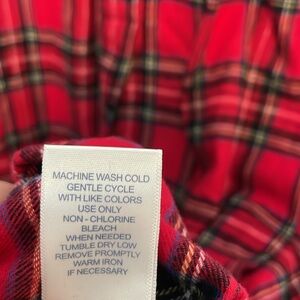 MACHINE WASH COLD
GENTLE CYCLE
WITH LIKE COLORS
USE ONLY
NON - CHLORINE
BLEACH
WHEN NEEDED
TUMBLE DRY LOW
REMOVE PROMPTLY
WARM IRON
IF NECESSARY